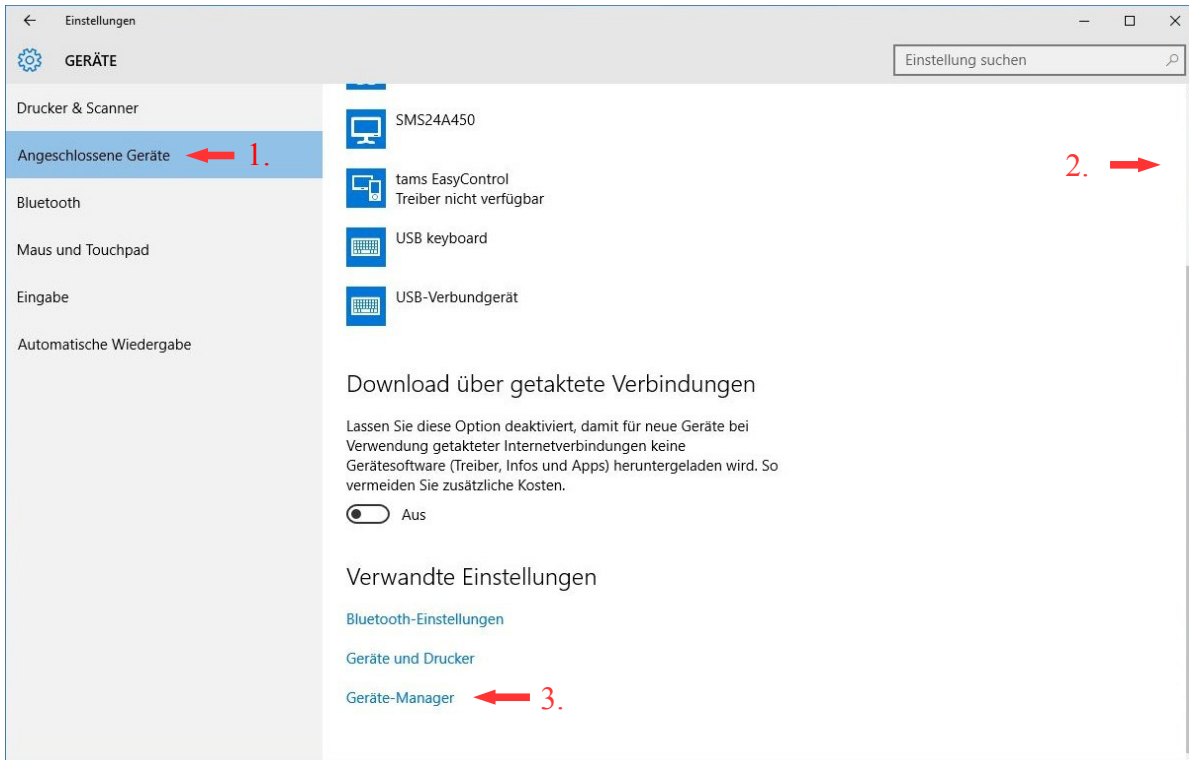 Einstellungen
GERÄTE
Einstellung suchen
Drucker & Scanner
Angeschlossene Geräte
1.
Bluetooth
Maus und Touchpad
Eingabe
Automatische Wiedergabe
SMS24A450
2.
tams EasyControl
Treiber nicht verfügbar
USB keyboard
USB-Verbundgerät
Download über getaktete Verbindungen
Lassen Sie diese Option deaktiviert, damit für neue Geräte bei
Verwendung getakteter Internetverbindungen keine
Gerätesoftware (Treiber, Infos und Apps) heruntergeladen wird. So
vermeiden Sie zusätzliche Kosten.
Aus
Verwandte Einstellungen
Bluetooth-Einstellungen
Geräte und Drucker
Geräte-Manager
3.